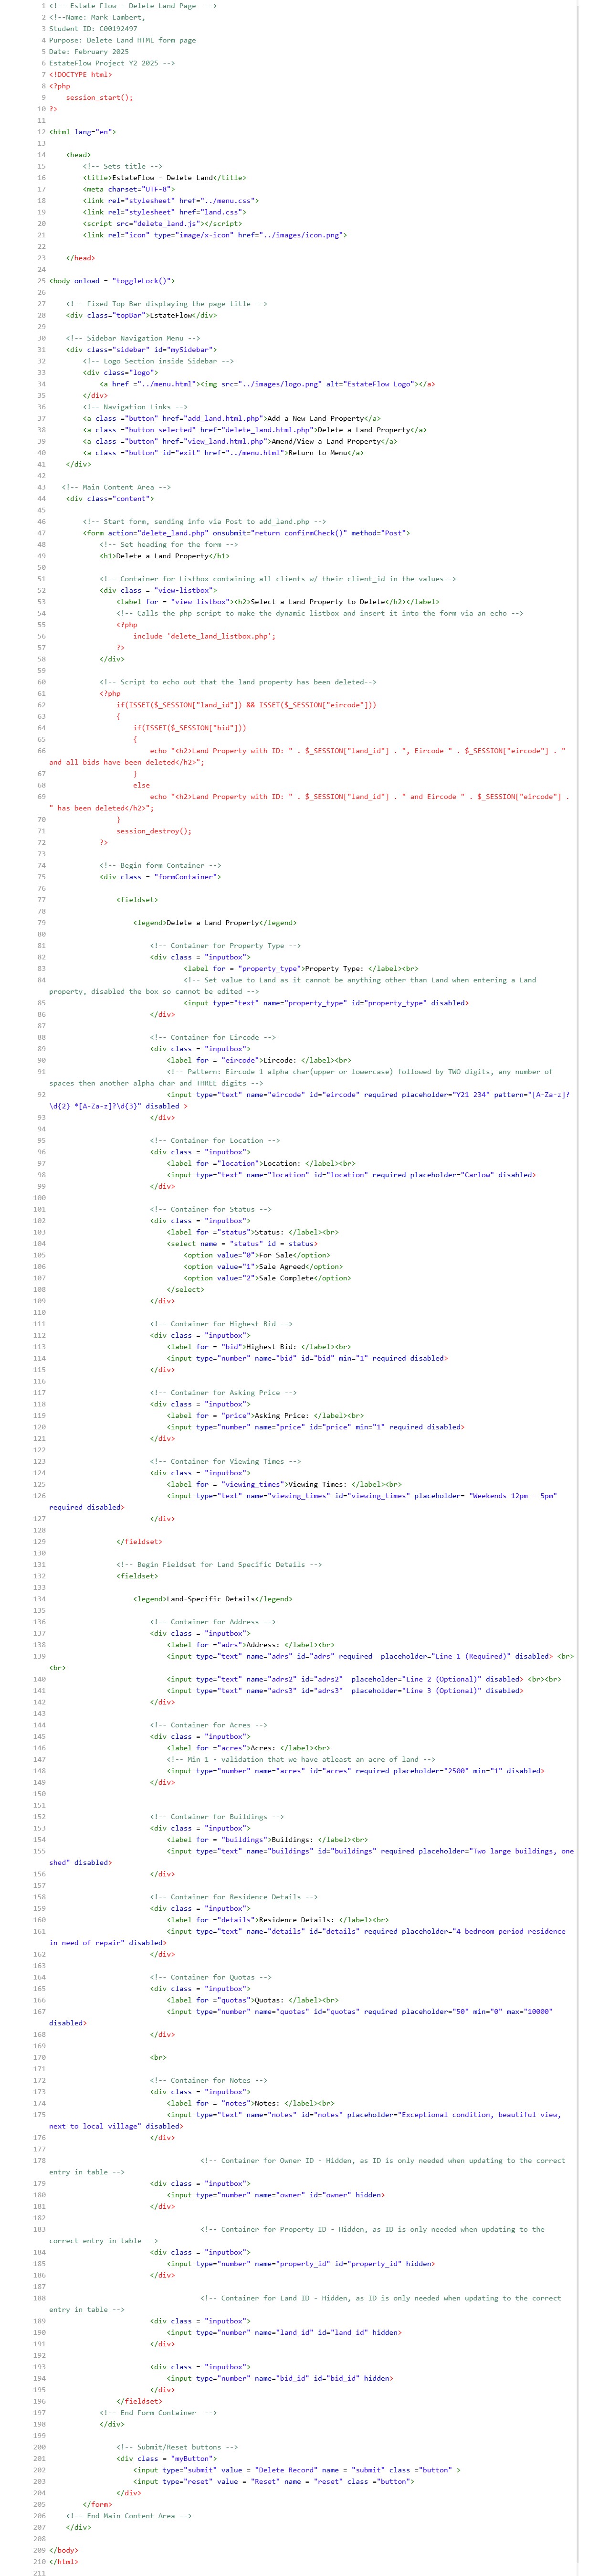 1 <!-- Estate Flow - Delete Land Page  -->
2 <!--Name: Mark Lambert,
3 Student ID: C00192497
4 Purpose: Delete Land HTML form page
5 Date: February 2025
6 EstateFlow Project Y2 2025 -->
7 <!DOCTYPE html>
8 <?php
9     session_start();
10 ?>
11
12 <html lang="en">
13
14     <head>
15         <!-- Sets title -->
16         <title>EstateFlow - Delete Land</title>
17         <meta charset="UTF-8">
18         <link rel="stylesheet" href="../menu.css">
19         <link rel="stylesheet" href="land.css">
20         <script src="delete_land.js"></script>
21         <link rel="icon" type="image/x-icon" href="../images/icon.png">
22
23     </head>
24
25 <body onload = "toggleLock()">
26
27     <!-- Fixed Top Bar displaying the page title -->
28     <div class="topBar">EstateFlow</div>
29
30     <!-- Sidebar Navigation Menu -->
31     <div class="sidebar" id="mySidebar">
32         <!-- Logo Section inside Sidebar -->
33         <div class="logo">
34             <a href ="../menu.html"><img src="../images/logo.png" alt="EstateFlow Logo"></a>
35         </div>
36         <!-- Navigation Links -->
37         <a class ="button" href="add_land.html.php">Add a New Land Property</a>
38         <a class ="button selected" href="delete_land.html.php">Delete a Land Property</a>
39         <a class ="button" href="view_land.html.php">Amend/View a Land Property</a>
40         <a class ="button" id="exit" href="../menu.html">Return to Menu</a>
41     </div>
42
43    <!-- Main Content Area -->
44     <div class="content">
45
46         <!-- Start form, sending info via Post to add_land.php -->
47         <form action="delete_land.php" onsubmit="return confirmCheck()" method="Post">
48             <!-- Set heading for the form -->
49             <h1>Delete a Land Property</h1>
50
51             <!-- Container for Listbox containing all clients w/ their client_id in the values-->
52             <div class = "view-listbox">
53                 <label for = "view-listbox"><h2>Select a Land Property to Delete</h2></label>
54                 <!-- Calls the php script to make the dynamic listbox and insert it into the form via an echo -->
55                 <?php
56                     include 'delete_land_listbox.php';
57                 ?>
58             </div>
59
60             <!-- Script to echo out that the land property has been deleted-->
61             <?php
62                 if(ISSET($_SESSION["land_id"]) && ISSET($_SESSION["eircode"]))
63                 {
64                     if(ISSET($_SESSION["bid"]))
65                     {
66                         echo "<h2>Land Property with ID: " . $_SESSION["land_id"] . ", Eircode " . $_SESSION["eircode"] . "
and all bids have been deleted</h2>";
67                     }
68                     else
69                         echo "<h2>Land Property with ID: " . $_SESSION["land_id"] . " and Eircode " . $_SESSION["eircode"] .
" has been deleted</h2>";
70                 }
71                 session_destroy();
72             ?>
73
74             <!-- Begin form Container -->
75             <div class = "formContainer">
76
77                 <fieldset>
78
79                     <legend>Delete a Land Property</legend>
80
81                         <!-- Container for Property Type -->
82                         <div class = "inputbox">
83                                 <label for = "property_type">Property Type: </label><br>
84                                 <!-- Set value to Land as it cannot be anything other than Land when entering a Land
property, disabled the box so cannot be edited -->
85                                 <input type="text" name="property_type" id="property_type" disabled>
86                         </div>
87
88                         <!-- Container for Eircode -->
89                         <div class = "inputbox">
90                             <label for = "eircode">Eircode: </label><br>
91                             <!-- Pattern: Eircode 1 alpha char(upper or lowercase) followed by TWO digits, any number of
spaces then another alpha char and THREE digits -->
92                             <input type="text" name="eircode" id="eircode" required placeholder="Y21 234" pattern="[A-Za-z]?
\d{2} *[A-Za-z]?\d{3}" disabled >
93                         </div>
94
95                         <!-- Container for Location -->
96                         <div class = "inputbox">
97                             <label for ="location">Location: </label><br>
98                             <input type="text" name="location" id="location" required placeholder="Carlow" disabled>
99                         </div>
100
101                         <!-- Container for Status -->
102                         <div class = "inputbox">
103                             <label for ="status">Status: </label><br>
104                             <select name = "status" id = status>
105                                 <option value="0">For Sale</option>
106                                 <option value="1">Sale Agreed</option>
107                                 <option value="2">Sale Complete</option>
108                             </select>
109                         </div>
110
111                         <!-- Container for Highest Bid -->
112                         <div class = "inputbox">
113                             <label for = "bid">Highest Bid: </label><br>
114                             <input type="number" name="bid" id="bid" min="1" required disabled>
115                         </div>
116
117                         <!-- Container for Asking Price -->
118                         <div class = "inputbox">
119                             <label for = "price">Asking Price: </label><br>
120                             <input type="number" name="price" id="price" min="1" required disabled>
121                         </div>
122
123                         <!-- Container for Viewing Times -->
124                         <div class = "inputbox">
125                             <label for = "viewing_times">Viewing Times: </label><br>
126                             <input type="text" name="viewing_times" id="viewing_times" placeholder= "Weekends 12pm - 5pm"
required disabled>
127                         </div>
128
129                 </fieldset>
130
131                 <!-- Begin Fieldset for Land Specific Details -->
132                 <fieldset>
133
134                     <legend>Land-Specific Details</legend>
135
136                         <!-- Container for Address -->
137                         <div class = "inputbox">
138                             <label for ="adrs">Address: </label><br>
139                             <input type="text" name="adrs" id="adrs" required  placeholder="Line 1 (Required)" disabled> <br>
<br>
140                             <input type="text" name="adrs2" id="adrs2"  placeholder="Line 2 (Optional)" disabled> <br><br>
141                             <input type="text" name="adrs3" id="adrs3"  placeholder="Line 3 (Optional)" disabled>
142                         </div>
143
144                         <!-- Container for Acres -->
145                         <div class = "inputbox">
146                             <label for ="acres">Acres: </label><br>
147                             <!-- Min 1 - validation that we have atleast an acre of land -->
148                             <input type="number" name="acres" id="acres" required placeholder="2500" min="1" disabled>
149                         </div>
150
151
152                         <!-- Container for Buildings -->
153                         <div class = "inputbox">
154                             <label for = "buildings">Buildings: </label><br>
155                             <input type="text" name="buildings" id="buildings" required placeholder="Two large buildings, one
shed" disabled>
156                         </div>
157
158                         <!-- Container for Residence Details -->
159                         <div class = "inputbox">
160                             <label for ="details">Residence Details: </label><br>
161                             <input type="text" name="details" id="details" required placeholder="4 bedroom period residence
in need of repair" disabled>
162                         </div>
163
164                         <!-- Container for Quotas -->
165                         <div class = "inputbox">
166                             <label for ="quotas">Quotas: </label><br>
167                             <input type="number" name="quotas" id="quotas" required placeholder="50" min="0" max="10000"
disabled>
168                         </div>
169
170                         <br>
171
172                         <!-- Container for Notes -->
173                         <div class = "inputbox">
174                             <label for = "notes">Notes: </label><br>
175                             <input type="text" name="notes" id="notes" placeholder="Exceptional condition, beautiful view,
next to local village" disabled>
176                         </div>
177
178                                     <!-- Container for Owner ID - Hidden, as ID is only needed when updating to the correct
entry in table -->
179                         <div class = "inputbox">
180                             <input type="number" name="owner" id="owner" hidden>
181                         </div>
182
183                                     <!-- Container for Property ID - Hidden, as ID is only needed when updating to the
correct entry in table -->
184                         <div class = "inputbox">
185                             <input type="number" name="property_id" id="property_id" hidden>
186                         </div>
187
188                                     <!-- Container for Land ID - Hidden, as ID is only needed when updating to the correct
entry in table -->
189                         <div class = "inputbox">
190                             <input type="number" name="land_id" id="land_id" hidden>
191                         </div>
192
193                         <div class = "inputbox">
194                             <input type="number" name="bid_id" id="bid_id" hidden>
195                         </div>
196                 </fieldset>
197             <!-- End Form Container  -->
198             </div>
199
200                 <!-- Submit/Reset buttons -->
201                 <div class = "myButton">
202                     <input type="submit" value = "Delete Record" name = "submit" class ="button" >
203                     <input type="reset" value = "Reset" name = "reset" class ="button">
204                 </div>
205         </form>
206     <!-- End Main Content Area -->
207     </div>
208
209 </body>
210 </html>
211